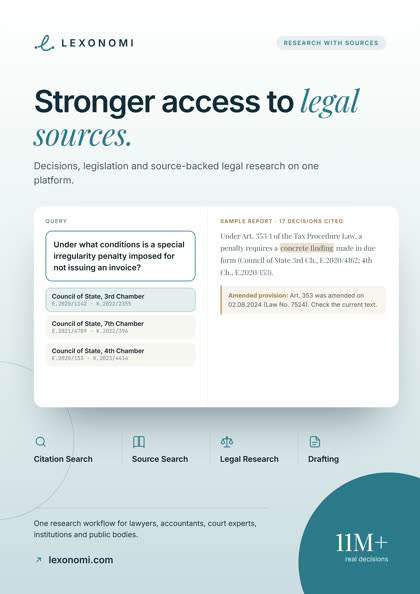 LEXONOMI
RESEARCH WITH SOURCES
Stronger access to legal
sources.
Decisions, legislation and source-backed legal research on one
platform.
QUERY
Under what conditions is a special
irregularity penalty imposed for
not issuing an invoice?
Council of State, 3rd Chamber
E.2020/1142 · K.2022/2355
Council of State, 7th Chamber
E.2021/4789 · K.2022/396
Council of State, 4th Chamber
E.2020/153 · K.2023/4414
SAMPLE REPORT · 17 DECISIONS CITED
Under Art. 353/1 of the Tax Procedure Law, a
penalty requires a concrete finding made in due
form (Council of State 3rd Ch., E.2020/4162; 4th
Ch., E.2020/153).
Amended provision: Art. 353 was amended on
02.08.2024 (Law No. 7524). Check the current text.
Citation Search
Source Search
Legal Research
Drafting
One research workflow for lawyers, accountants, court experts,
institutions and public bodies.
lexonomi.com
11M+
real decisions